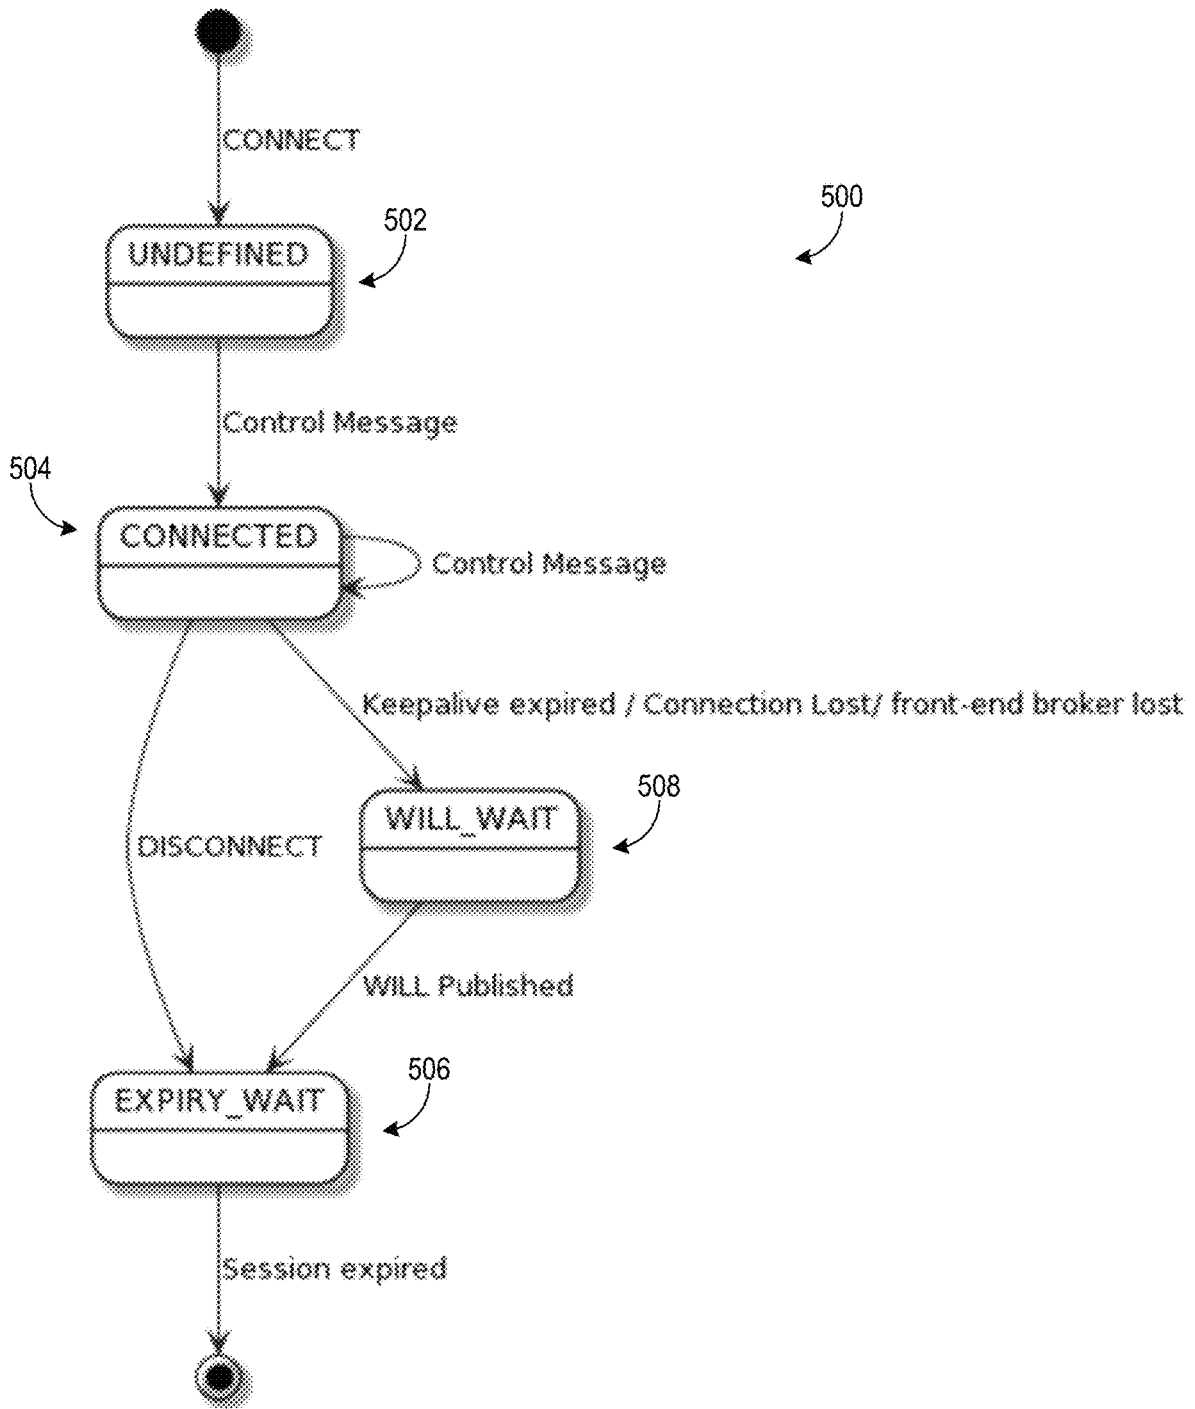 CONNECT
500
502
UNDEFINED
Control Message
504
CONNECTED
Control Message
Keepalive expired / Connection Lost/ front-end broker lost
508
WILL_WAIT
DISCONNECT
WILL Published
506
EXPIRY_WAIT
Session expired